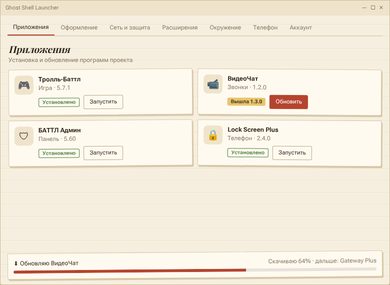 Ghost Shell Launcher
Приложения Оформление Сеть и защита Расширения Окружение Телефон Аккаунт
Приложения
Установка и обновление программ проекта
Тролль-Баттл
Игра · 5.7.1
Установлено Запустить
ВидеоЧат
Звонки · 1.2.0
Вышла 1.3.0 Обновить
БАТТЛ Админ
Панель · 5.60
Установлено Запустить
Lock Screen Plus
Телефон · 2.4.0
Установлено Запустить
⬇ Обновляю ВидеоЧат
Скачиваю 64% · дальше: Gateway Plus